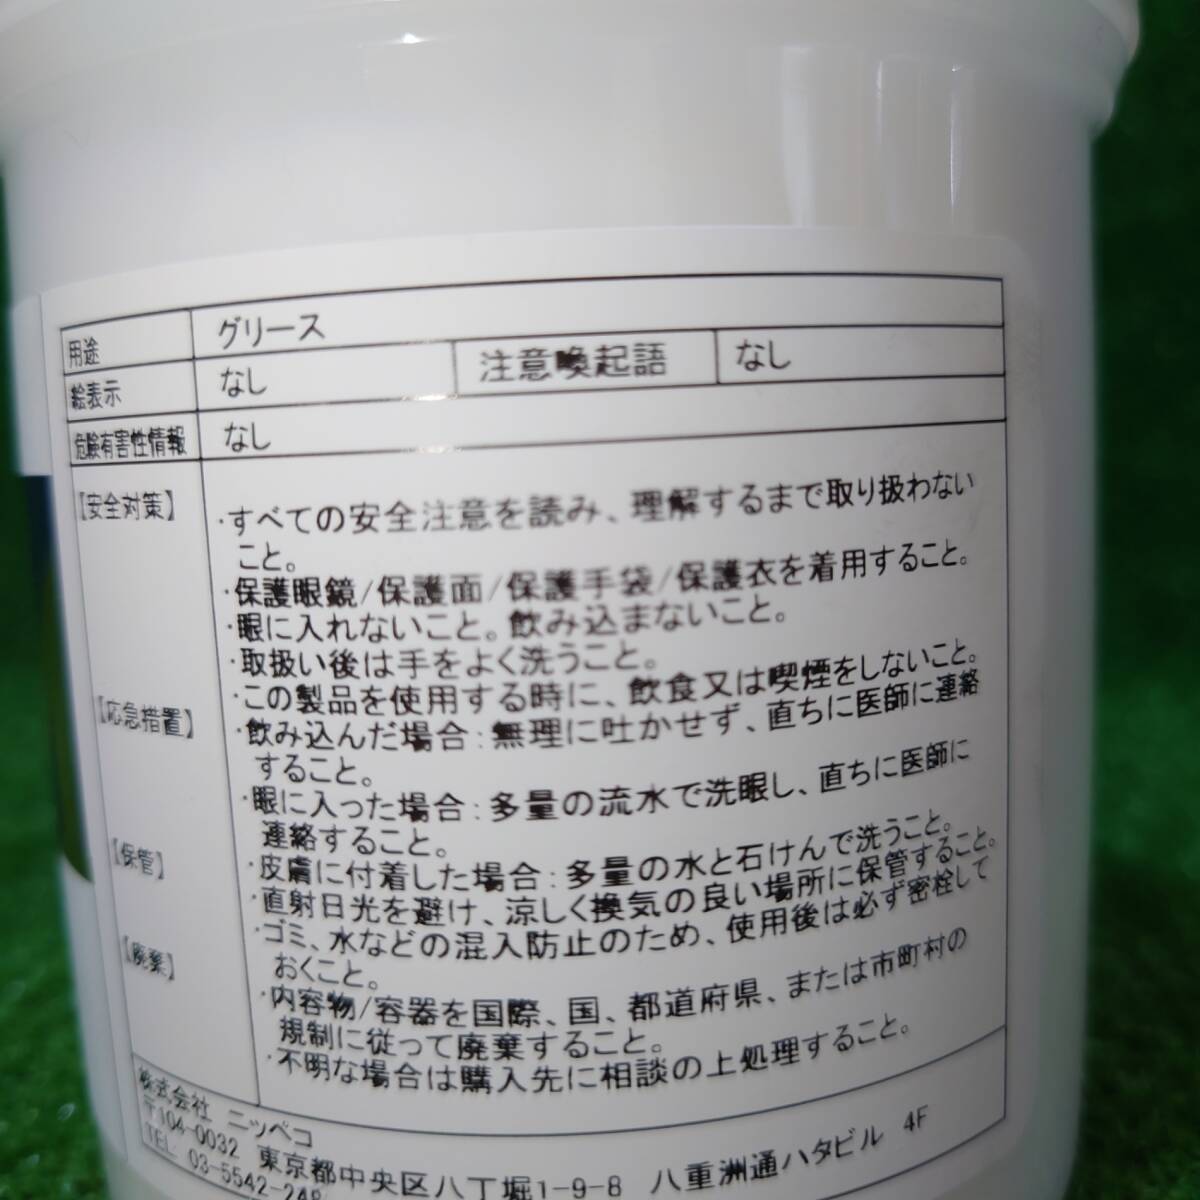 用途 グリース
絵表示 なし 注意喚起語 なし
危険有害性情報 なし
【安全対策】 ・すべての安全注意を読み、理解するまで取り扱わない
こと。
・保護眼鏡/保護面/保護手袋/保護衣を着用すること。
・眼に入れないこと。飲み込まないこと。
・取扱い後は手をよく洗うこと。
・この製品を使用する時に、飲食又は喫煙をしないこと。
【応急措置】 ・飲み込んだ場合:無理に吐かせず、直ちに医師に連絡
すること。
・眼に入った場合:多量の流水で洗眼し、直ちに医師に
連絡すること。
・皮膚に付着した場合:多量の水と石けんで洗うこと。
【保管】 ・直射日光を避け、涼しく換気の良い場所に保管すること。
・ゴミ、水などの混入防止のため、使用後は必ず密栓して
おくこと。
【廃棄】 ・内容物/容器を国際、国、都道府県、または市町村の
規制に従って廃棄すること。
・不明な場合は購入先に相談の上処理すること。
株式会社 ニッペコ
〒104-0032 東京都中央区八丁堀1-9-8 八重洲通ハタビル 4F
TEL 03-5542-248